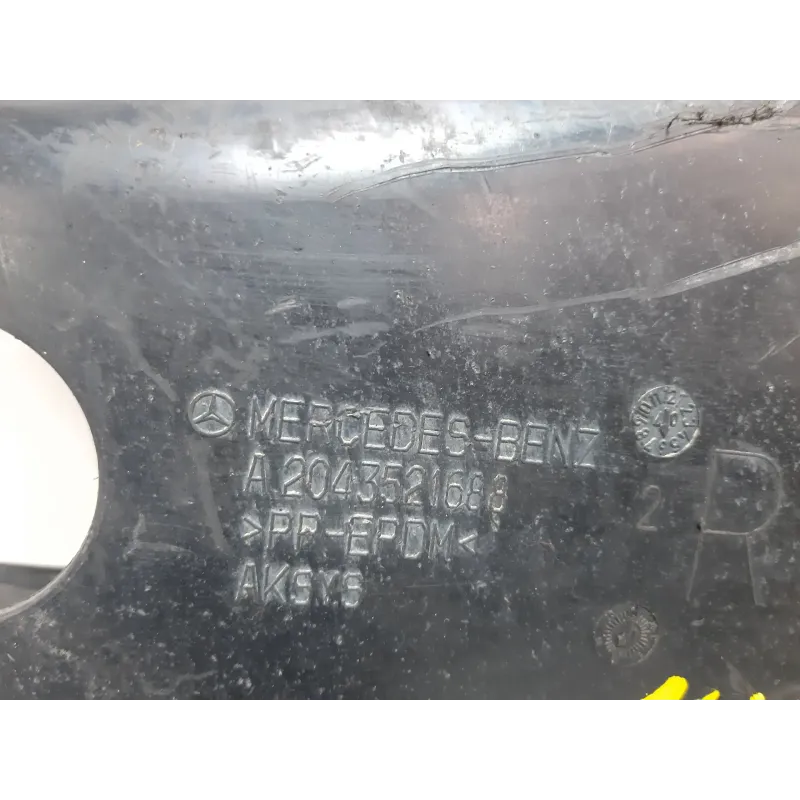 MERCEDES-BENZ
A 2043521688
>PP-EPDM<
AKSYS
2
R